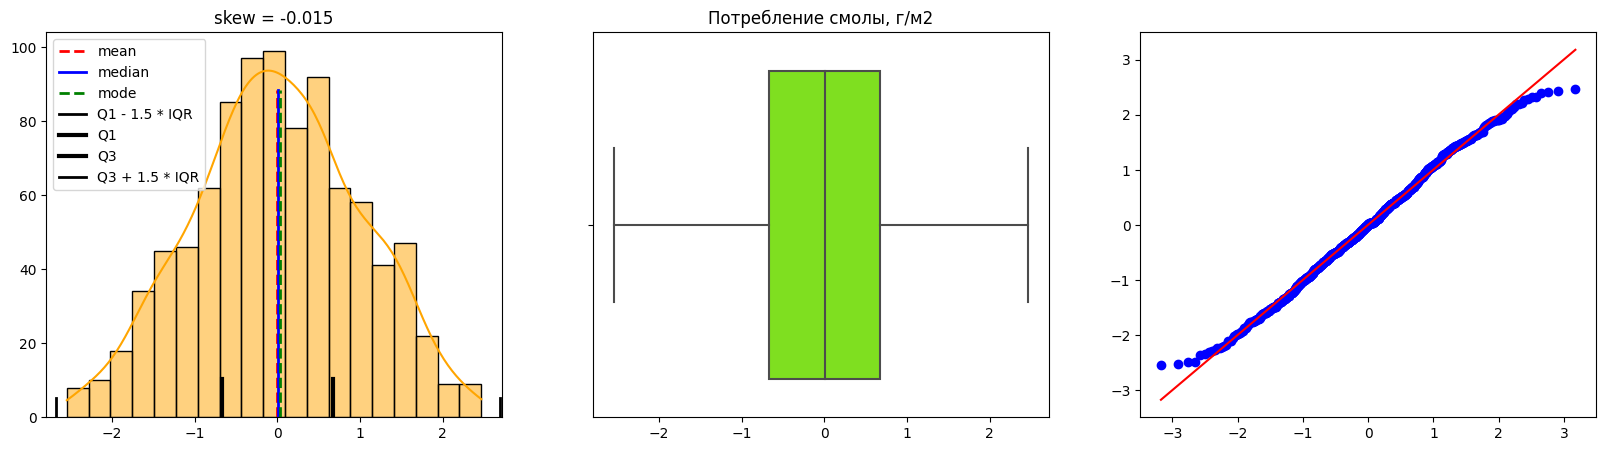 skew = -0.015
mean
median
mode
Q1 - 1.5 * IQR
Q1
Q3
Q3 + 1.5 * IQR
100
80
60
40
20
0
−2 −1 0 1 2
Потребление смолы, г/м2
−2 −1 0 1 2
3
2
1
0
−1
−2
−3
−3 −2 −1 0 1 2 3